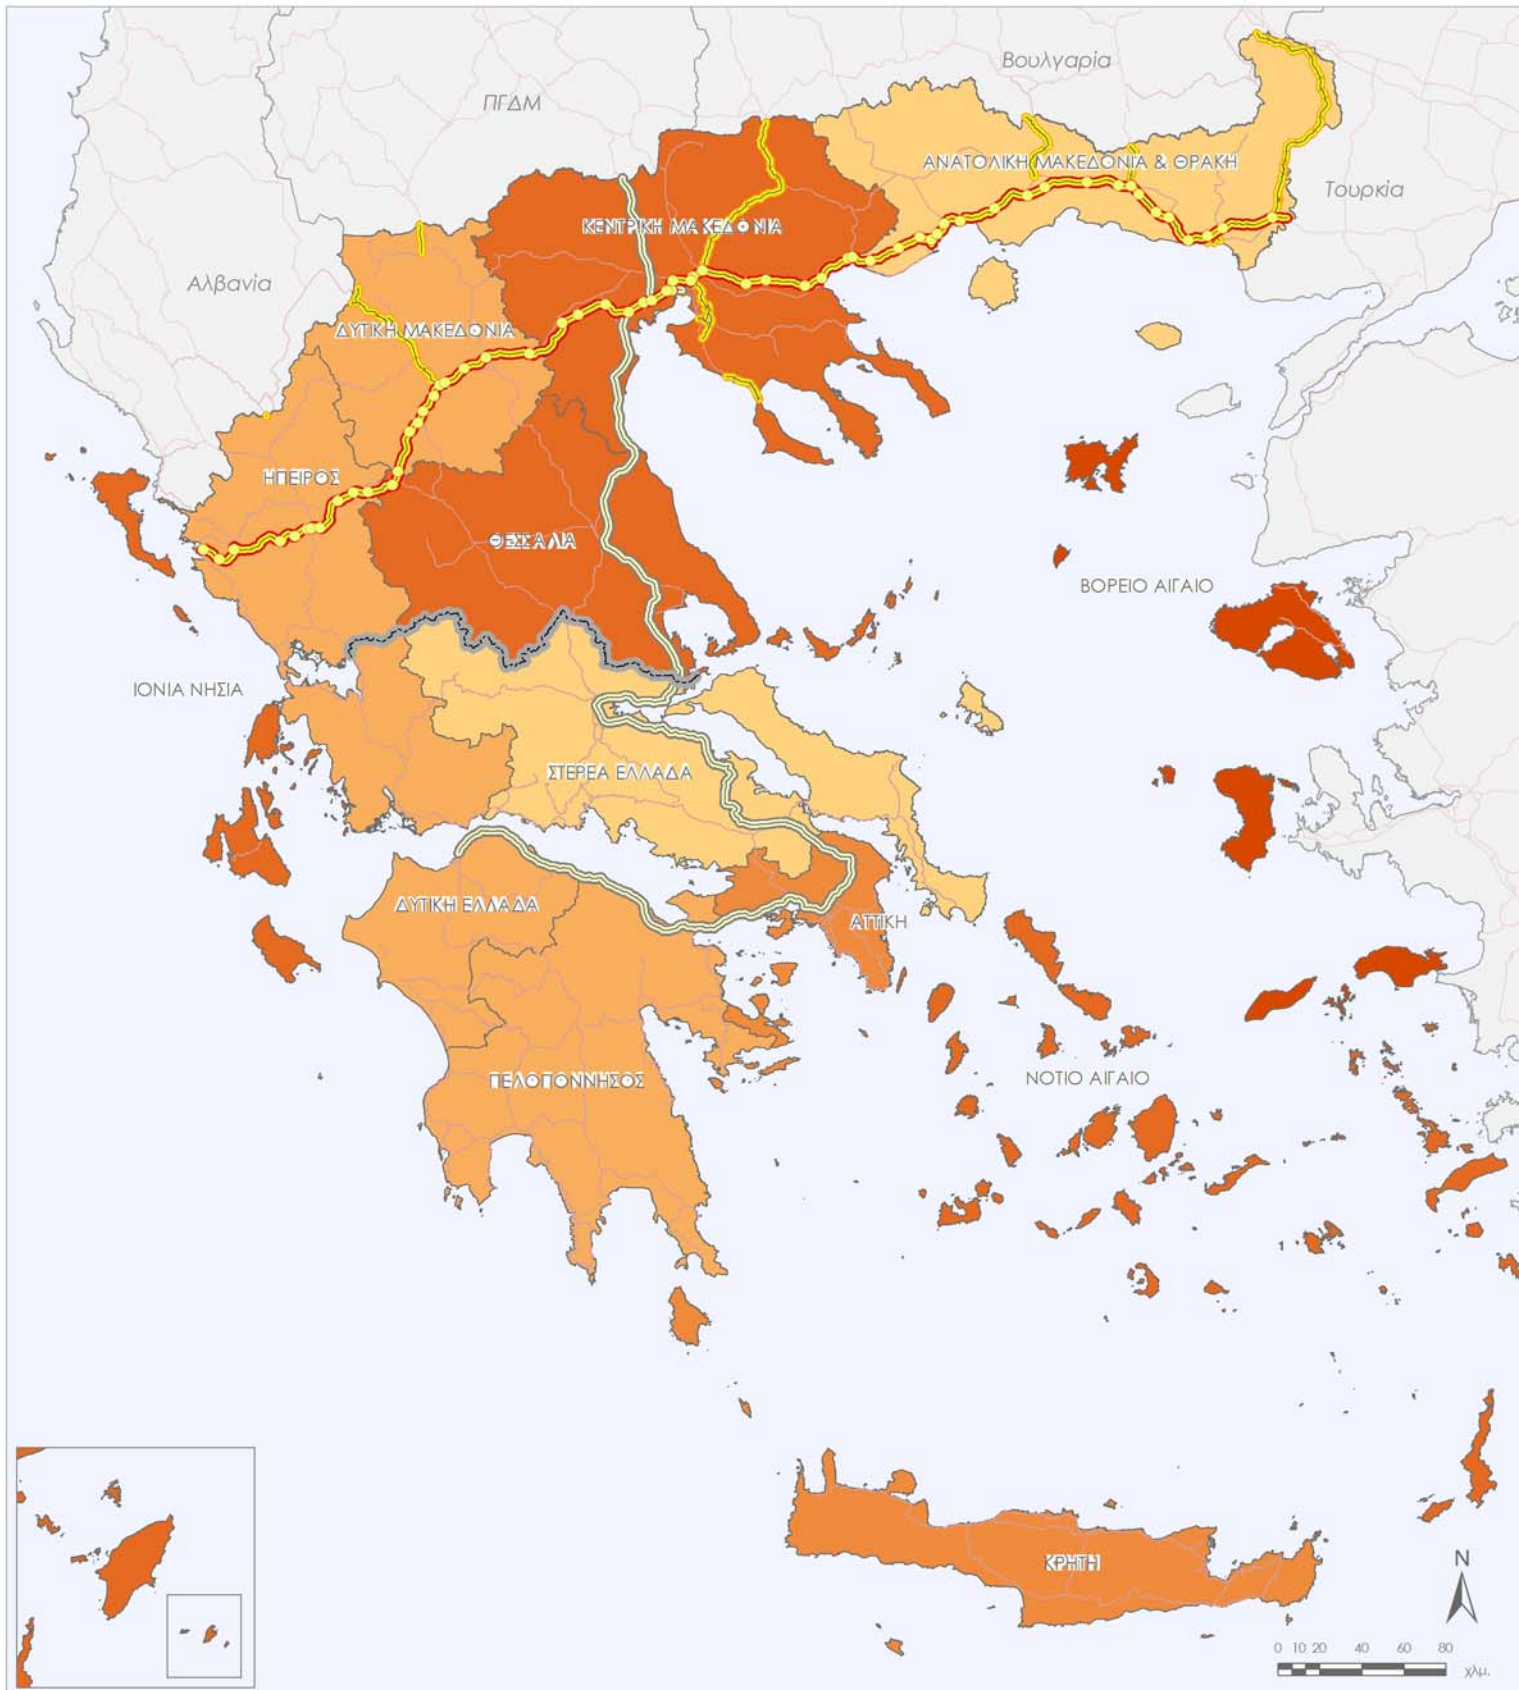 Βουλγαρία
ΠΓΔΜ
ΑΝΑΤΟΛΙΚΗ ΜΑΚΕΔΟΝΙΑ & ΘΡΑΚΗ
Τουρκία
ΚΕΝΤΡΙΚΗ ΜΑΚΕΔΟΝΙΑ
Αλβανία
ΔΥΤΙΚΗ ΜΑΚΕΔΟΝΙΑ
ΗΠΕΙΡΟΣ
ΘΕΣΣΑΛΙΑ
ΒΟΡΕΙΟ ΑΙΓΑΙΟ
ΙΟΝΙΑ ΝΗΣΙΑ
ΣΤΕΡΕΑ ΕΛΛΑΔΑ
ΔΥΤΙΚΗ ΕΛΛΑΔΑ
ΑΤΤΙΚΗ
ΝΟΤΙΟ ΑΙΓΑΙΟ
ΠΕΛΟΠΟΝΝΗΣΟΣ
ΚΡΗΤΗ
N
0 10 20 40 60 80
χλμ.